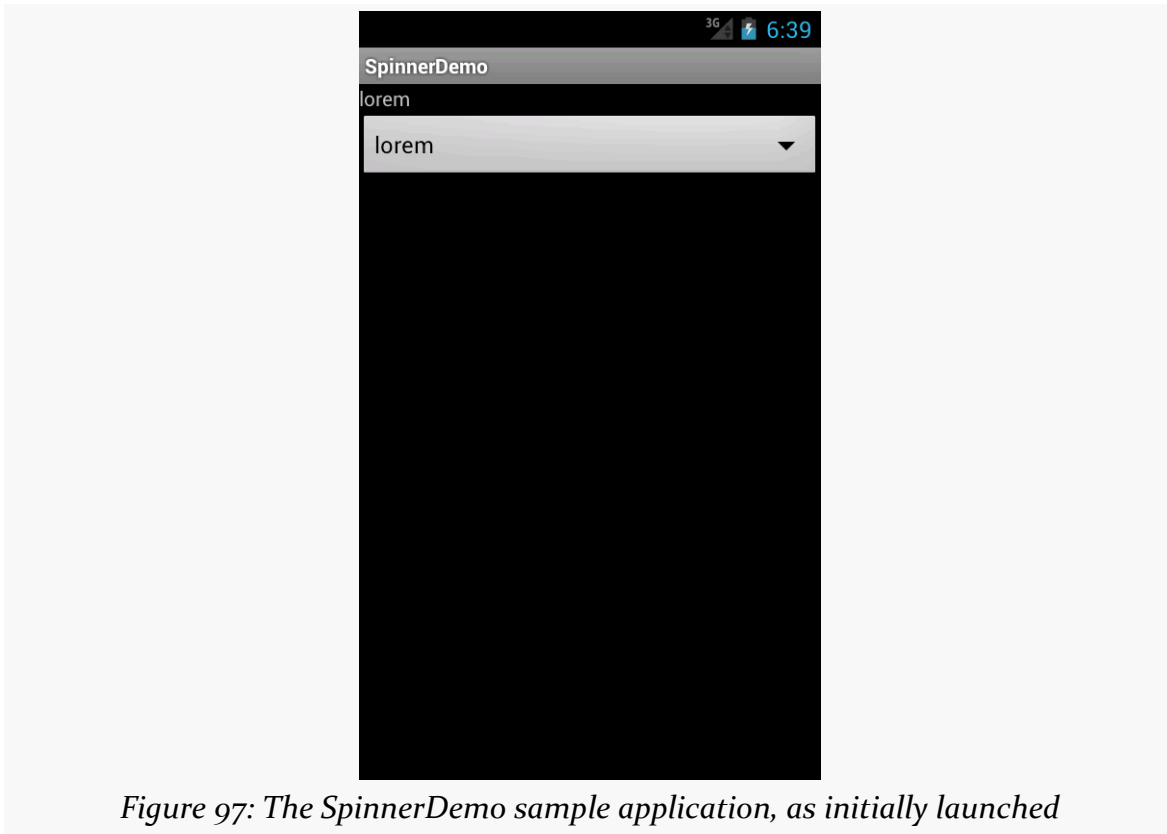 3G 6:39
SpinnerDemo
lorem
lorem
Figure 97: The SpinnerDemo sample application, as initially launched